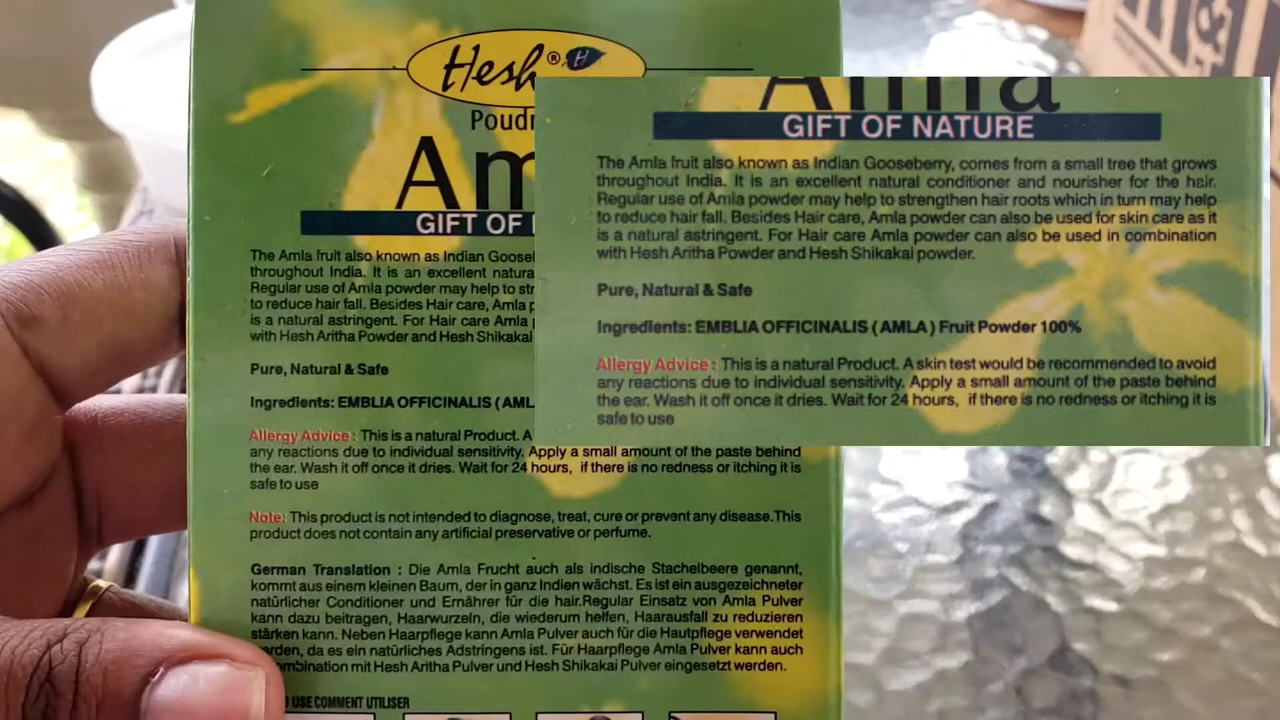 Hesh®
H
Poudr
Am
GIFT OF
The Amla fruit also known as Indian
throughout India. It is an excellent natura
Regular use of Amla powder may help to str
to reduce hair fall. Besides Hair care, Amla p
is a natural astringent. For Hair care Amla
with Hesh Aritha Powder and Hesh Shikakai
Pure, Natural & Safe
Ingredients: EMBLIA OFFICINALIS ( AML
Allergy Advice : This is a natural Product. A
any reactions due to individual sensitivity. Apply a small amount of the paste behind
the ear. Wash it off once it dries. Wait for 24 hours, if there is no redness or itching it is
safe to use
Note: This product is not intended to diagnose, treat, cure or prevent any disease.This
product does not contain any artificial preservative or perfume.
German Translation : Die Amla Frucht auch als indische Stachelbeere genannt,
kommt aus einem kleinen Baum, der in ganz Indien wächst. Es ist ein ausgezeichneter
natürlicher Conditioner und Ernährer für die hair.Regular Einsatz von Amla Pulver
kann dazu beitragen, Haarwurzeln, die wiederum helfen, Haarausfall zu reduzieren
stärken kann. Neben Haarpflege kann Amla Pulver auch für die Hautpflege verwendet
erden, da es ein natürliches Adstringens ist. Für Haarpflege Amla Pulver kann auch
mbination mit Hesh Aritha Pulver und Hesh Shikakai Pulver eingesetzt werden.
USE COMMENT UTILISER
Amla
GIFT OF NATURE
The Amla fruit also known as Indian Gooseberry, comes from a small tree that grows
throughout India. It is an excellent natural conditioner and nourisher for the hair.
Regular use of Amla powder may help to strengthen hair roots which in turn may help
to reduce hair fall. Besides Hair care, Amla powder can also be used for skin care as it
is a natural astringent. For Hair care Amla powder can also be used in combination
with Hesh Aritha Powder and Hesh Shikakai powder.
Pure, Natural & Safe
Ingredients: EMBLIA OFFICINALIS ( AMLA ) Fruit Powder 100%
Allergy Advice : This is a natural Product. A skin test would be recommended to avoid
any reactions due to individual sensitivity. Apply a small amount of the paste behind
the ear. Wash it off once it dries. Wait for 24 hours, if there is no redness or itching it is
safe to use